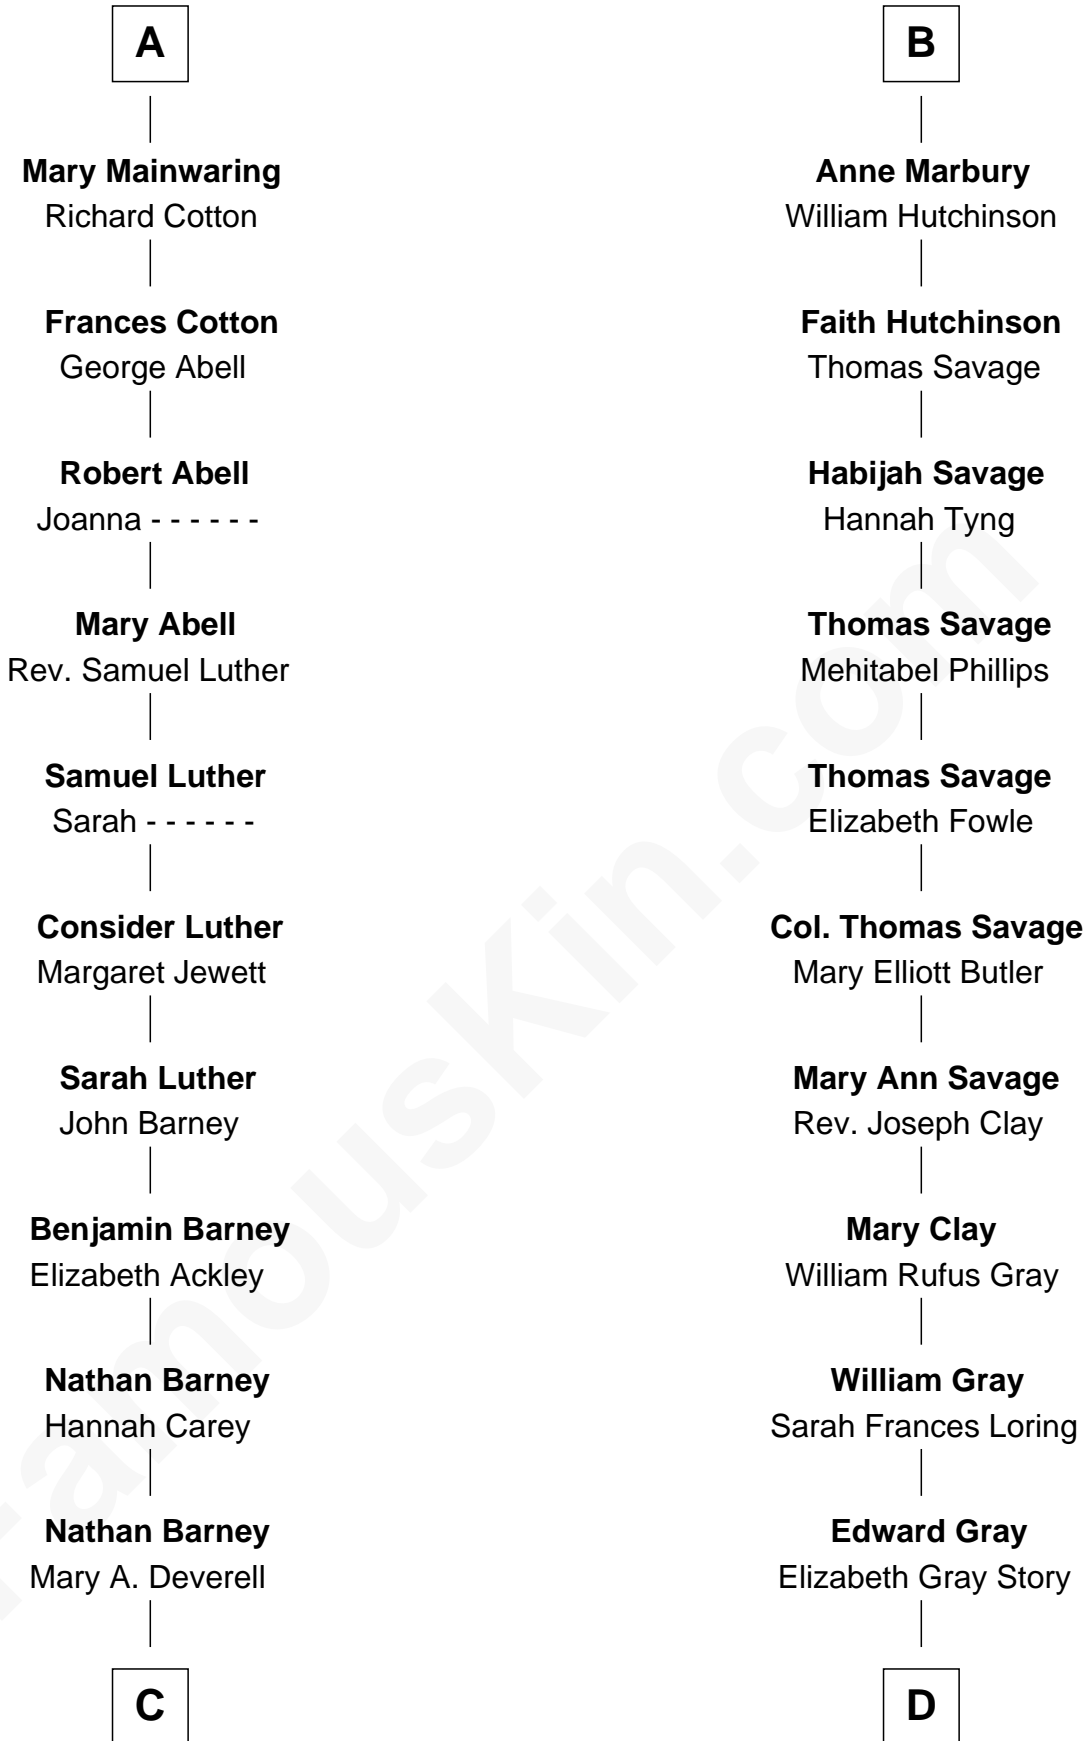 A
Mary Mainwaring
Richard Cotton
Frances Cotton
George Abell
Robert Abell
Joanna - - - - - -
Mary Abell
Rev. Samuel Luther
Samuel Luther
Sarah - - - - - -
Consider Luther
Margaret Jewett
Sarah Luther
John Barney
Benjamin Barney
Elizabeth Ackley
Nathan Barney
Hannah Carey
Nathan Barney
Mary A. Deverell
C
B
Anne Marbury
William Hutchinson
Faith Hutchinson
Thomas Savage
Habijah Savage
Hannah Tyng
Thomas Savage
Mehitabel Phillips
Thomas Savage
Elizabeth Fowle
Col. Thomas Savage
Mary Elliott Butler
Mary Ann Savage
Rev. Joseph Clay
Mary Clay
William Rufus Gray
William Gray
Sarah Frances Loring
Edward Gray
Elizabeth Gray Story
D
FamousKin.com